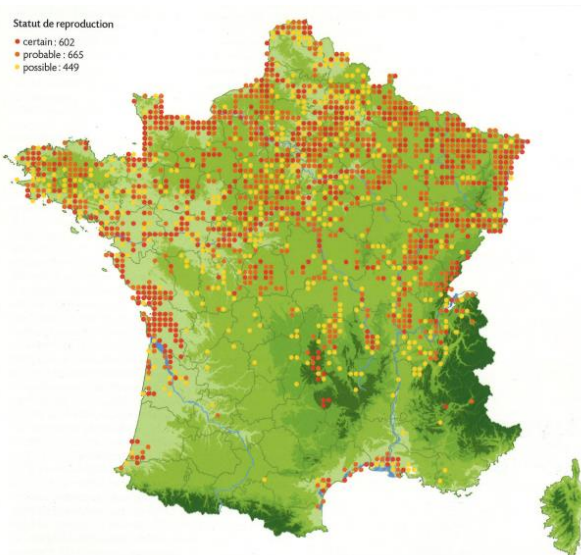 Statut de reproduction
certain : 602
probable : 665
possible : 449